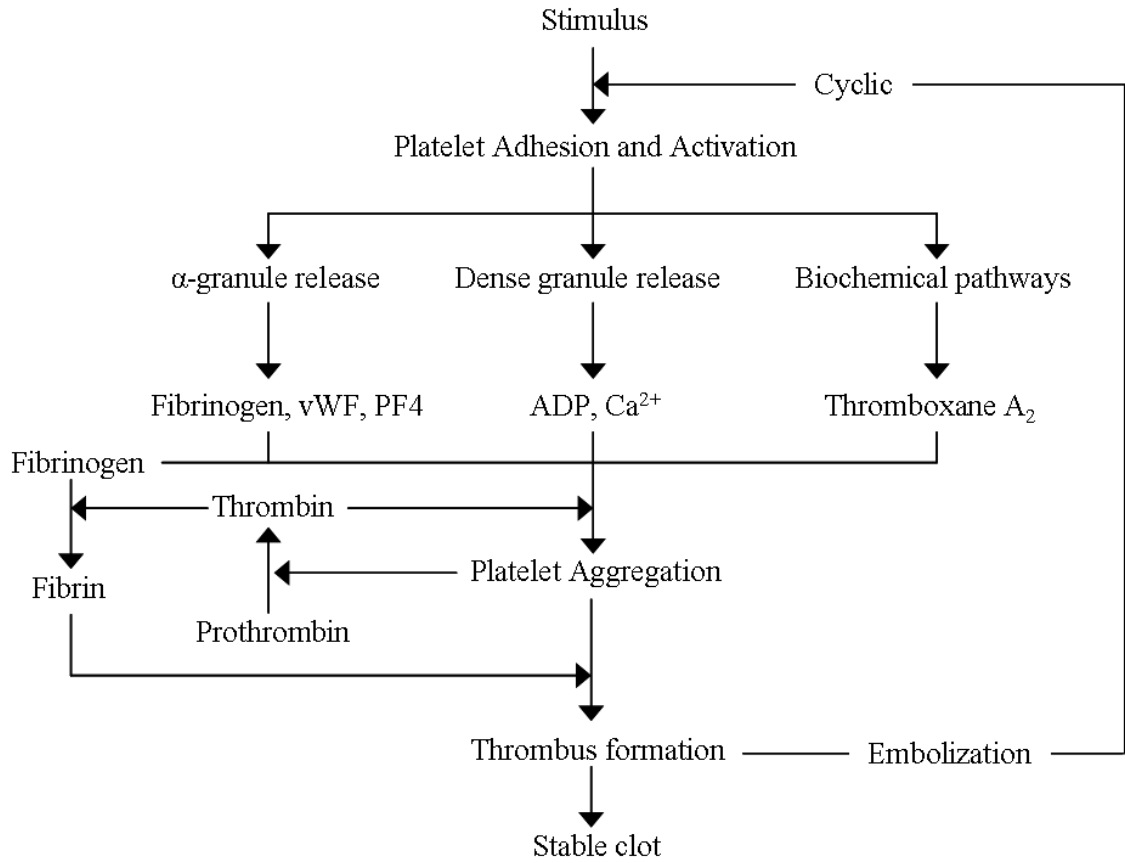 Stimulus
Cyclic
Platelet Adhesion and Activation
α-granule release
Dense granule release
Biochemical pathways
Fibrinogen, vWF, PF4
ADP, Ca²⁺
Thromboxane A₂
Fibrinogen
Thrombin
Platelet Aggregation
Fibrin
Prothrombin
Thrombus formation
Embolization
Stable clot